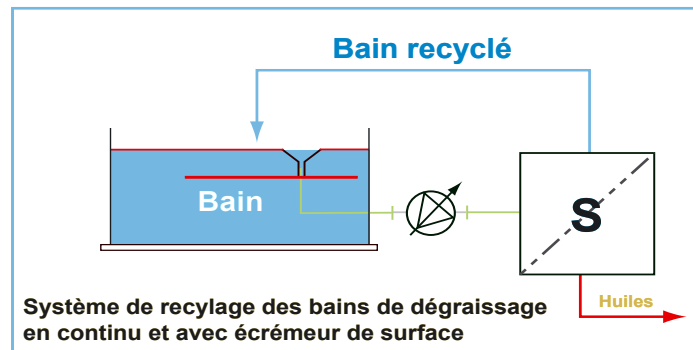 Bain recyclé
Bain
S
Huiles
Système de recylage des bains de dégraissage
en continu et avec écrémeur de surface